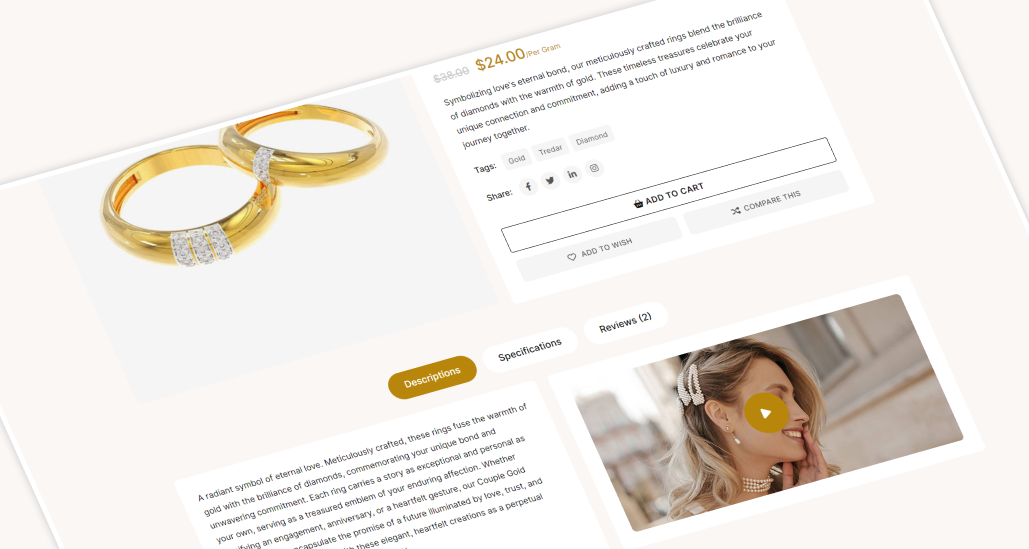 $38.00 $24.00/Per Gram
Symbolizing love's eternal bond, our meticulously crafted rings blend the brilliance
of diamonds with the warmth of gold. These timeless treasures celebrate your
unique connection and commitment, adding a touch of luxury and romance to your
journey together.
Tags: Gold Tredar Diamond
Share:
ADD TO CART
ADD TO WISH COMPARE THIS
Descriptions Specifications Reviews (2)
A radiant symbol of eternal love. Meticulously crafted, these rings fuse the warmth of
gold with the brilliance of diamonds, commemorating your unique bond and
unwavering commitment. Each ring carries a story as exceptional and personal as
your own, serving as a treasured emblem of your enduring affection. Whether
an engagement, anniversary, or a heartfelt gesture, our Couple Gold
the promise of a future illuminated by love, trust, and
these elegant, heartfelt creations as a perpetual